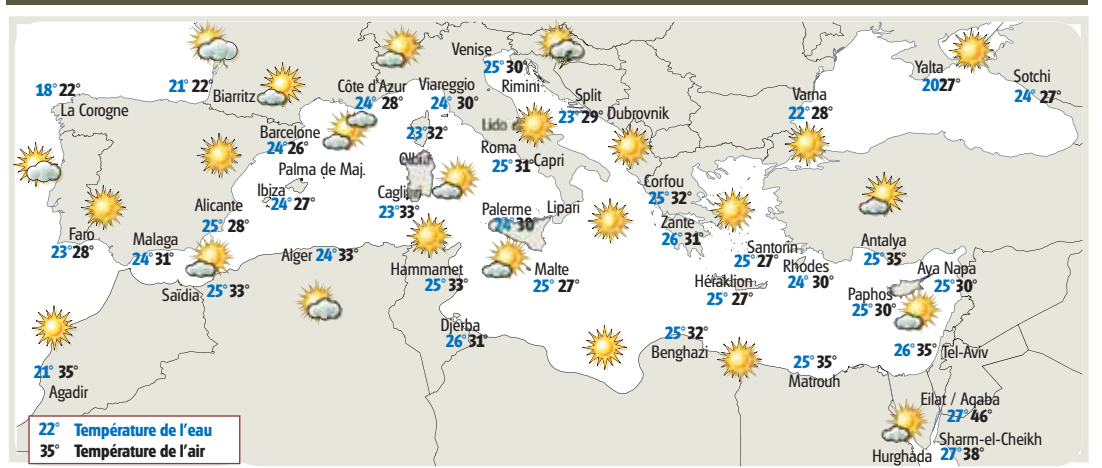 Venise
25° 30°
Rimini
18° 22°
La Corogne
21° 22°
Biarritz
Côte d'Azur
24° 28°
Viareggio
24° 30°
Split
23° 29°
Dubrovnik
Varna
22° 28°
Yalta
20 27°
Sotchi
24° 27°
Barcelone
24° 26°
23° 32°
Lido
Roma
25° 31°
Capri
Palma de Maj.
Ibiza
24° 27°
Cagli
23° 33°
Alicante
25° 28°
Palerme
24° 30
Lipari
Corfou
25° 32°
Zante
26° 31°
Faro
23° 28°
Malaga
24° 31°
Alger 24° 33°
Saïdia 25° 33°
Hammamet
25° 33°
Malte
25° 27°
Santorin
25° 27°
Rhodes
24° 30°
Héraklion
25° 27°
Antalya
25° 35°
Aya Napa
25° 30°
Paphos
25° 30°
Djerba
26° 31°
25° 32°
Benghazi
25° 35°
Matrouh
26° 35°
Tel-Aviv
21° 35°
Agadir
Eilat / Aqaba
27° 46°
Sharm-el-Cheikh
27° 38°
Hurghada
22° Température de l'eau
35° Température de l'air